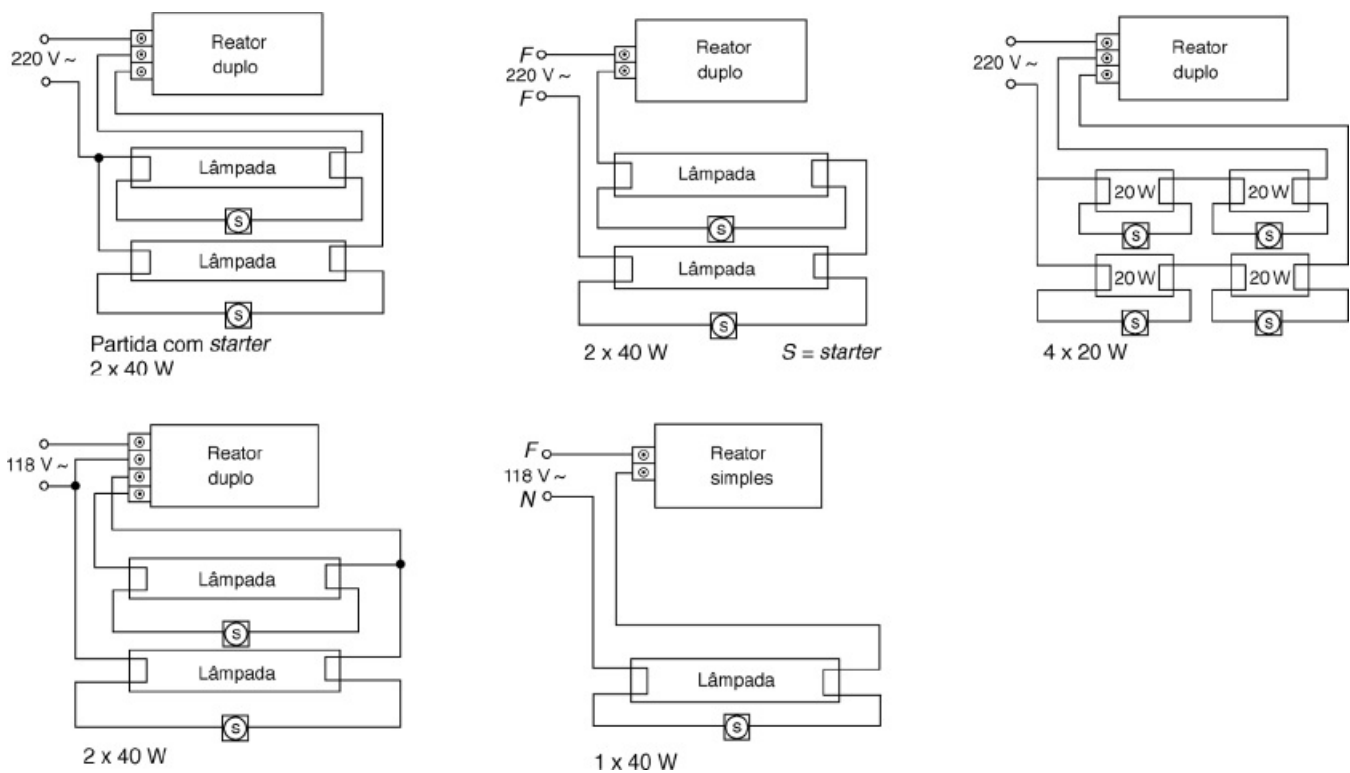 Reator
duplo
220 V ~
Lâmpada
S
Lâmpada
S
Partida com starter
2 x 40 W
Reator
duplo
F
220 V ~
F
Lâmpada
S
Lâmpada
S
2 x 40 W
S = starter
Reator
duplo
220 V ~
20 W 20 W
S S
20 W 20 W
S S
4 x 20 W
Reator
duplo
118 V ~
Lâmpada
S
Lâmpada
S
2 x 40 W
Reator
simples
F
118 V ~
N
Lâmpada
S
1 x 40 W